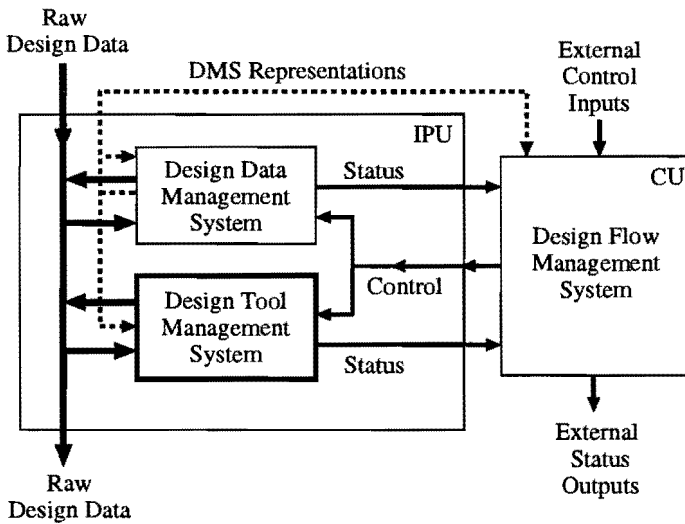 Raw
Design Data
DMS Representations
External
Control
Inputs
IPU
CU
Design Data
Management
System
Status
Design Flow
Management
System
Control
Design Tool
Management
System
Status
External
Status
Outputs
Raw
Design Data